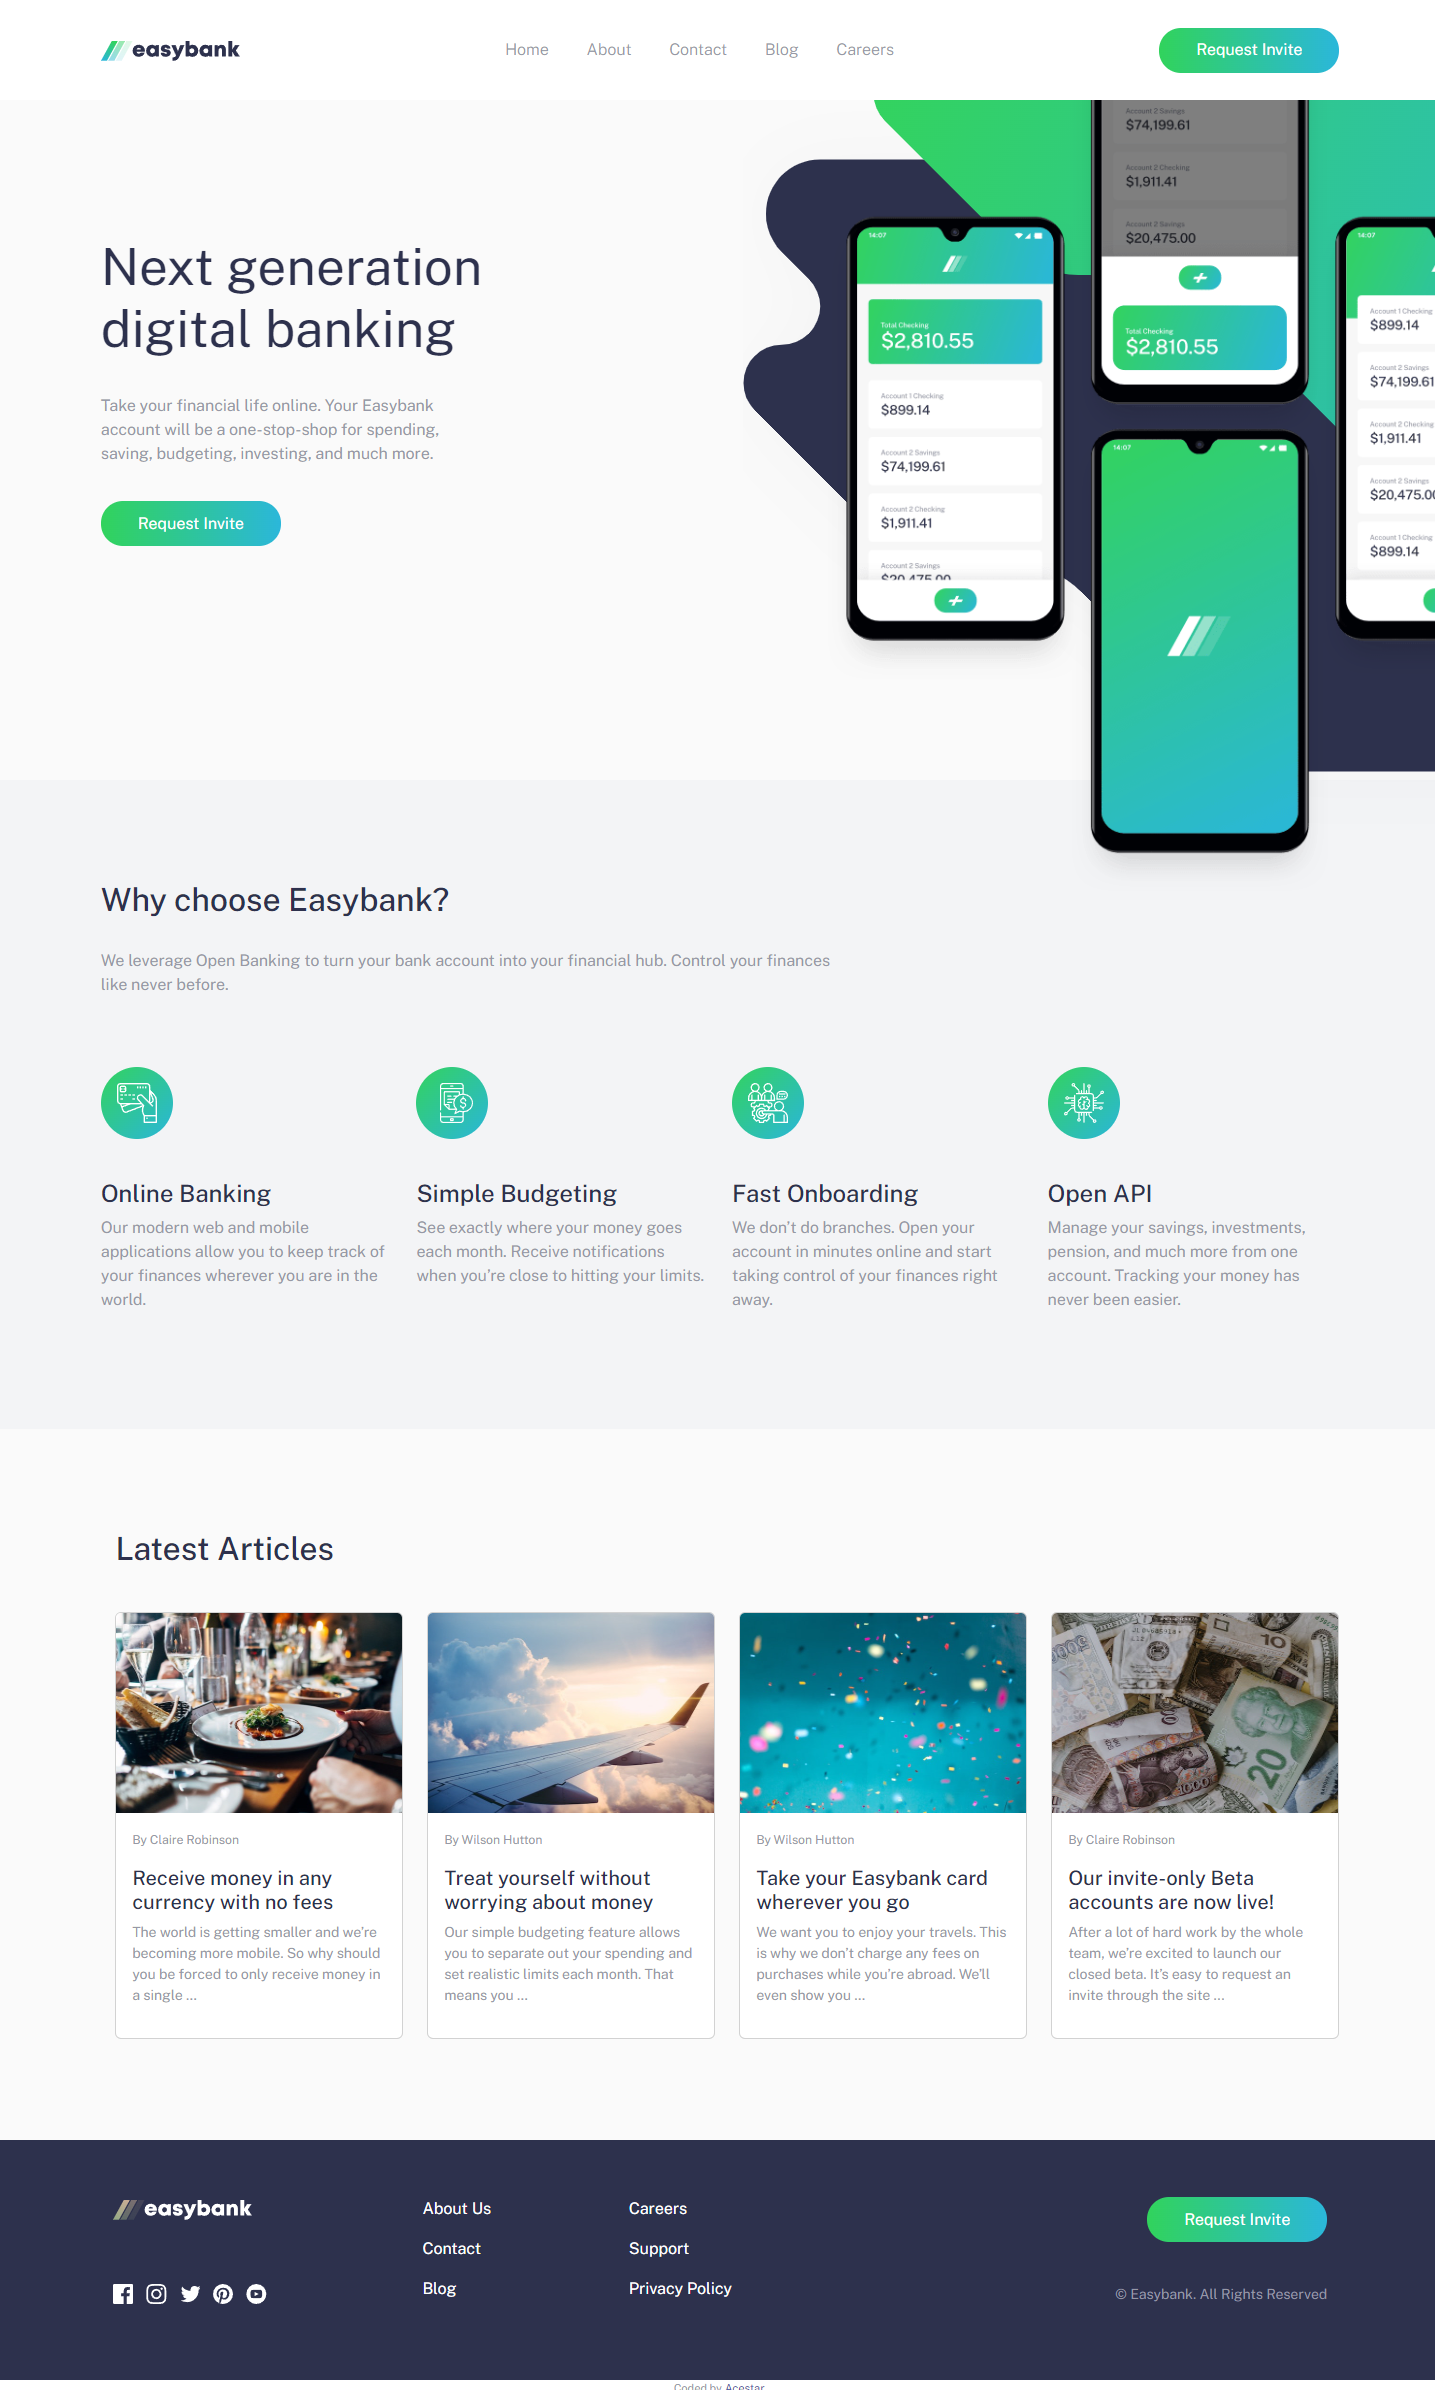 easybank
Home
About
Contact
Blog
Careers
Request Invite
Next generation
digital banking
Take your financial life online. Your Easybank
account will be a one-stop-shop for spending,
saving, budgeting, investing, and much more.
Request Invite
14:07
Total Checking
$2,810.55
Account 1 Checking
$899.14
Account 2 Savings
$74,199.61
Account 2 Checking
$1,911.41
Account 2 Savings
$20,475.00
Account 2 Savings
$74,199.61
Account 2 Checking
$1,911.41
Account 2 Savings
$20,475.00
Total Checking
$2,810.55
14:07
14:07
Account 1 Checking
$899.14
Account 2 Savings
$74,199.61
Account 2 Checking
$1,911.41
Account 2 Savings
$20,475.00
Account 1 Checking
$899.14
Why choose Easybank?
We leverage Open Banking to turn your bank account into your financial hub. Control your finances
like never before.
Online Banking
Our modern web and mobile
applications allow you to keep track of
your finances wherever you are in the
world.
Simple Budgeting
See exactly where your money goes
each month. Receive notifications
when you’re close to hitting your limits.
Fast Onboarding
We don’t do branches. Open your
account in minutes online and start
taking control of your finances right
away.
Open API
Manage your savings, investments,
pension, and much more from one
account. Tracking your money has
never been easier.
Latest Articles
By Claire Robinson
Receive money in any
currency with no fees
The world is getting smaller and we’re
becoming more mobile. So why should
you be forced to only receive money in
a single ...
By Wilson Hutton
Treat yourself without
worrying about money
Our simple budgeting feature allows
you to separate out your spending and
set realistic limits each month. That
means you ...
By Wilson Hutton
Take your Easybank card
wherever you go
We want you to enjoy your travels. This
is why we don’t charge any fees on
purchases while you’re abroad. We’ll
even show you ...
10
20
1000
By Claire Robinson
Our invite-only Beta
accounts are now live!
After a lot of hard work by the whole
team, we’re excited to launch our
closed beta. It’s easy to request an
invite through the site ...
easybank
About Us
Contact
Blog
Careers
Support
Privacy Policy
Request Invite
© Easybank. All Rights Reserved
Coded by Acestar